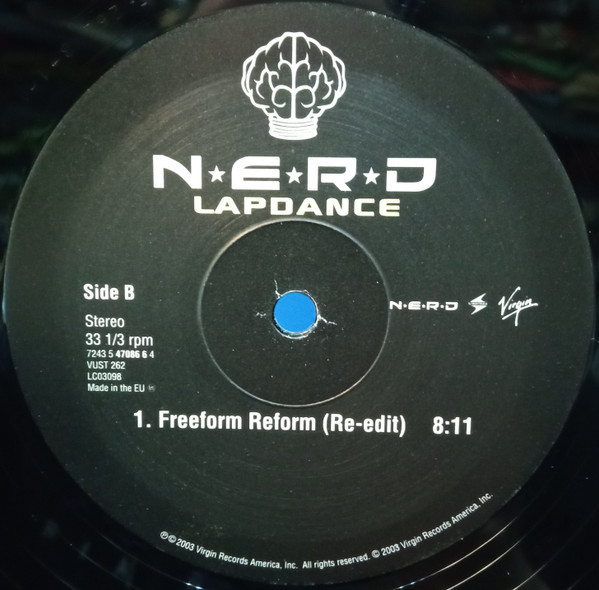 N★E★R★D
LAPDANCE
Side B
Stereo
33 1/3 rpm
7243 5 47086 6 4
VUST 262
LC03098
Made in the EU
N·E·R·D Virgin
1. Freeform Reform (Re-edit) 8:11
℗© 2003 Virgin Records America, Inc. All rights reserved. © 2003 Virgin Records America, Inc.